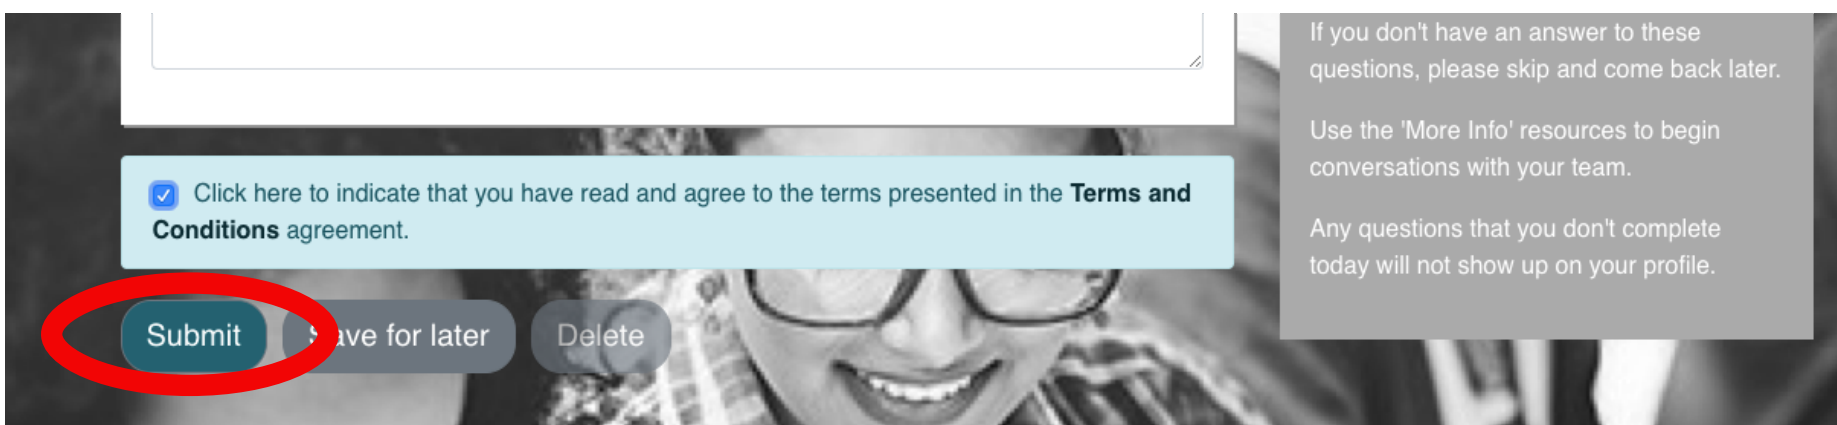 If you don't have an answer to these
questions, please skip and come back later.
Use the 'More Info' resources to begin
conversations with your team.
Any questions that you don't complete
today will not show up on your profile.
Click here to indicate that you have read and agree to the terms presented in the Terms and
Conditions agreement.
Submit
Save for later
Delete